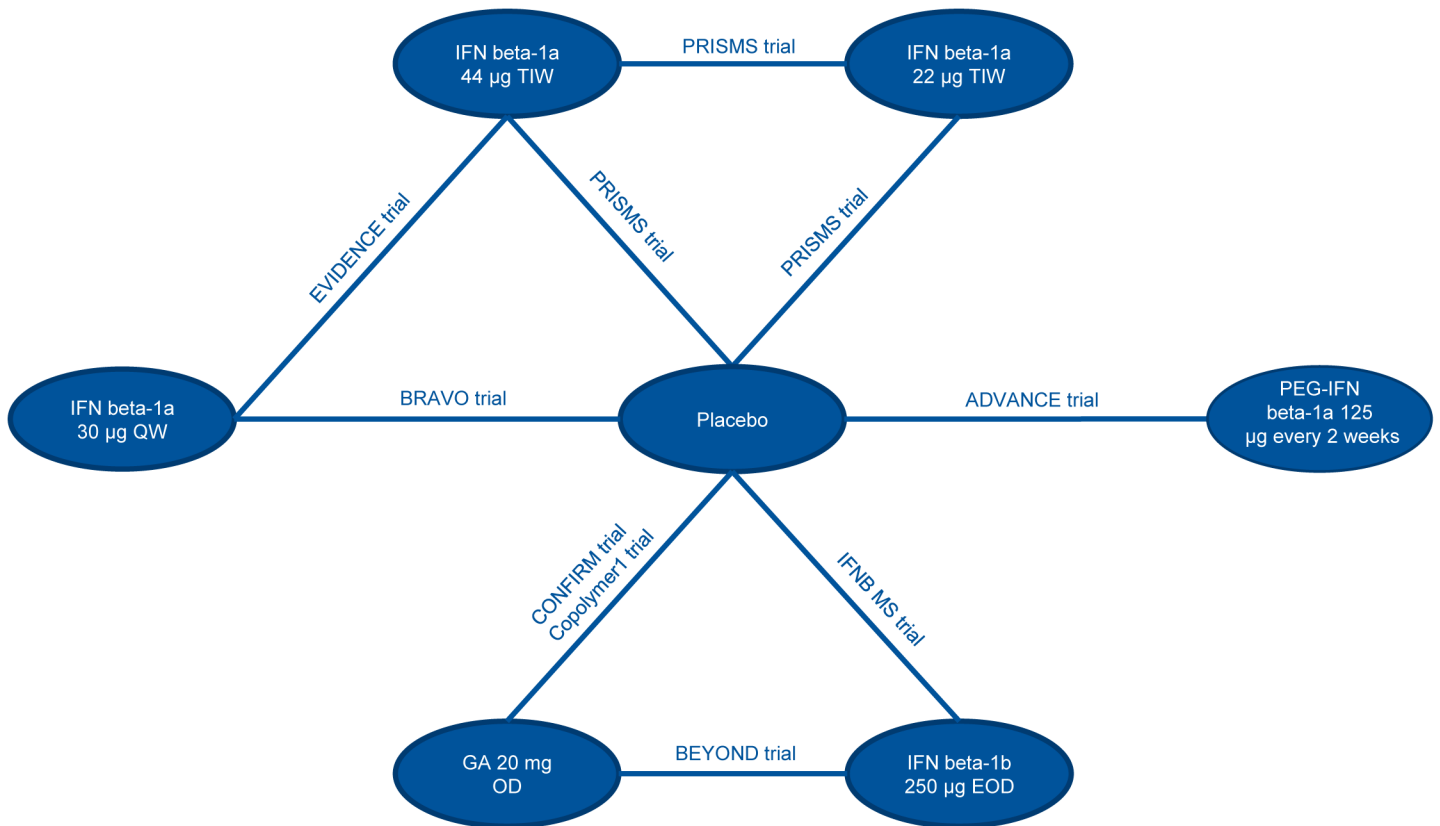 IFN beta-1a
44 µg TIW
PRISMS trial
IFN beta-1a
22 µg TIW
EVIDENCE trial
PRISMS trial
PRISMS trial
IFN beta-1a
30 µg QW
BRAVO trial
Placebo
ADVANCE trial
PEG-IFN
beta-1a 125
µg every 2 weeks
CONFIRM trial
Copolymer1 trial
IFNB MS trial
GA 20 mg
OD
BEYOND trial
IFN beta-1b
250 µg EOD